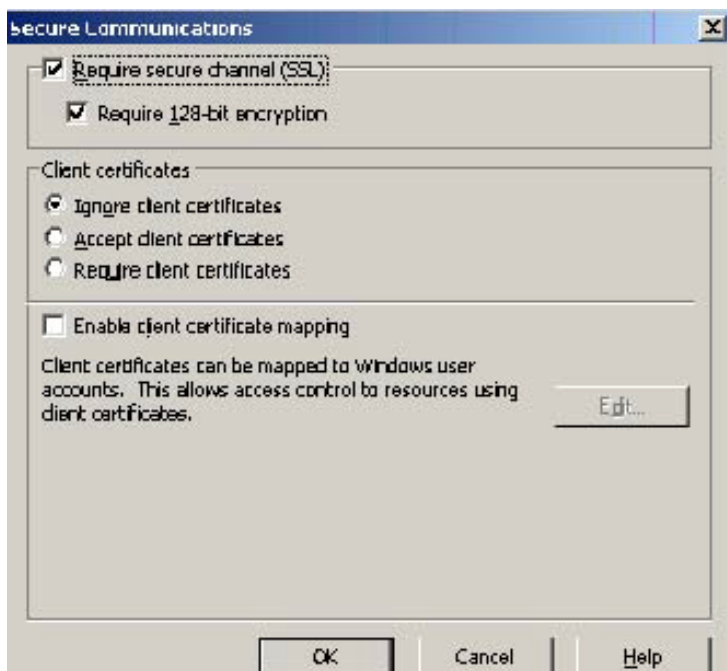 Secure Communications
Require secure channel (SSL)
Require 128-bit encryption
Client certificates
Ignore client certificates
Accept client certificates
Require client certificates
Enable client certificate mapping
Client certificates can be mapped to Windows user
accounts. This allows access control to resources using
client certificates.
Edit...
OK
Cancel
Help